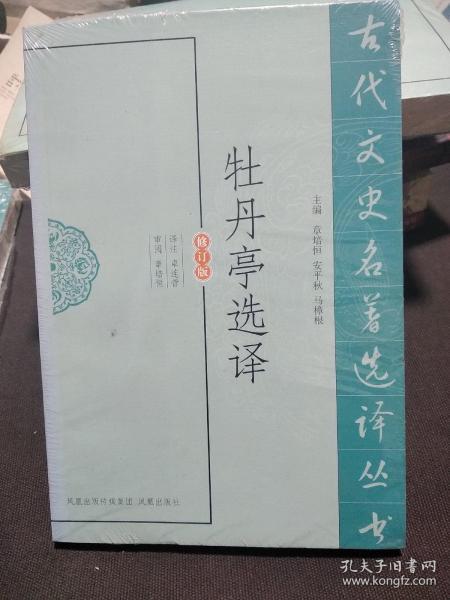 古代文史名著选译丛书
主编 章培恒 安平秋 马樟根
牡丹亭选译
修订版
译注 卓连营
审阅 章培恒
凤凰出版传媒集团 凤凰出版社
孔夫子旧书网
www.kongfz.com